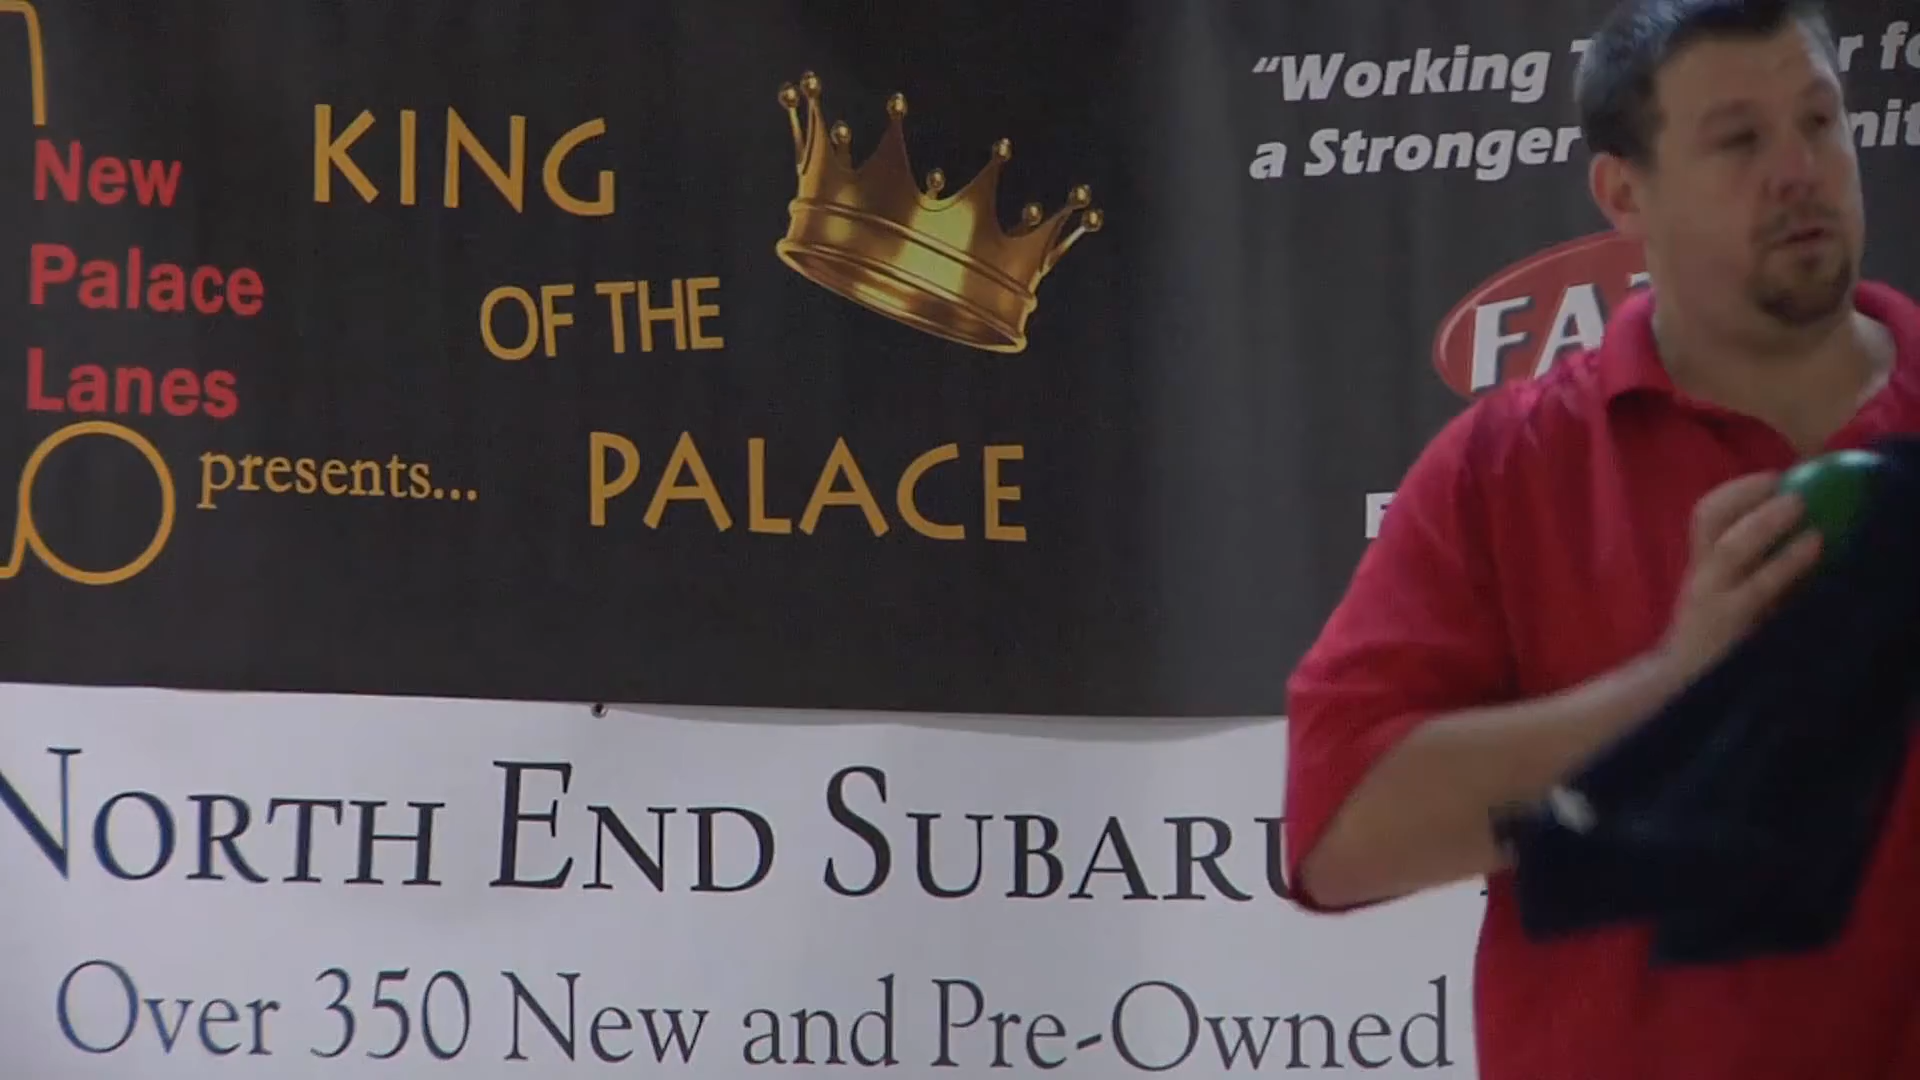 New
Palace
Lanes
presents...
KING
OF THE
PALACE
"Working
a Stronger
FA
NORTH END SUBARU
Over 350 New and Pre-Owned